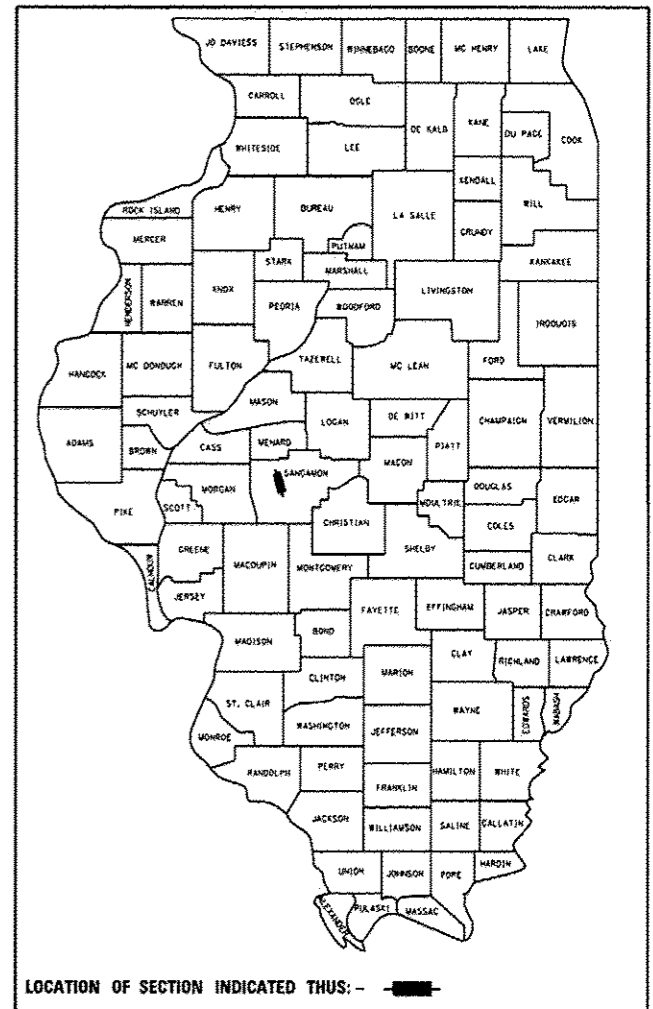 JO DAVIESS STEPHENSON WINNEBAGO BOONE MC HENRY LAKE
CARROLL OGLE DE KALB KANE DU PAGE COOK
WHITESIDE LEE
KENDALL WILL
ROCK ISLAND HENRY BUREAU LA SALLE
MERCER PUTNAM GRUNDY
STARK MARSHALL KANKAKEE
HENDERSON WARREN KNOX PEORIA WOODFORD LIVINGSTON
IROQUOIS
HANCOCK MC DONOUGH FULTON TAZEWELL MC LEAN FORD
MASON
SCHUYLER LOGAN DE WITT CHAMPAIGN VERMILION
ADAMS BROWN CASS MENARD PIATT
MACON
SANGAMON DOUGLAS
MORGAN EDGAR
PIKE SCOTT CHRISTIAN MOULTRIE COLES
GREENE SHELBY
CALHOUN MACOUPIN MONTGOMERY CUMBERLAND CLARK
JERSEY
FAYETTE EFFINGHAM JASPER CRAWFORD
MADISON BOND
CLAY RICHLAND LAWRENCE
CLINTON MARION
ST. CLAIR WAYNE EDWARDS WABASH
WASHINGTON JEFFERSON
MONROE
RANDOLPH PERRY HAMILTON WHITE
FRANKLIN
JACKSON WILLIAMSON SALINE GALLATIN
UNION JOHNSON POPE HARDIN
ALEXANDER PULASKI MASSAC
LOCATION OF SECTION INDICATED THUS: -